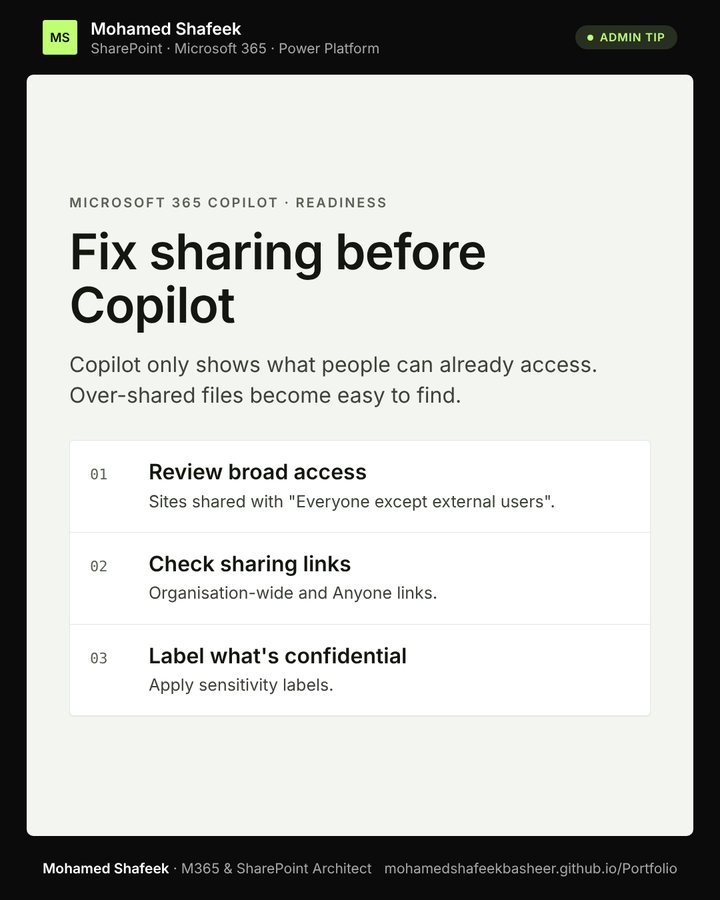 MS
Mohamed Shafeek
SharePoint · Microsoft 365 · Power Platform
ADMIN TIP
MICROSOFT 365 COPILOT · READINESS
Fix sharing before
Copilot
Copilot only shows what people can already access.
Over-shared files become easy to find.
01
Review broad access
Sites shared with "Everyone except external users".
02
Check sharing links
Organisation-wide and Anyone links.
03
Label what's confidential
Apply sensitivity labels.
Mohamed Shafeek · M365 & SharePoint Architect
mohamedshafeekbasheer.github.io/Portfolio